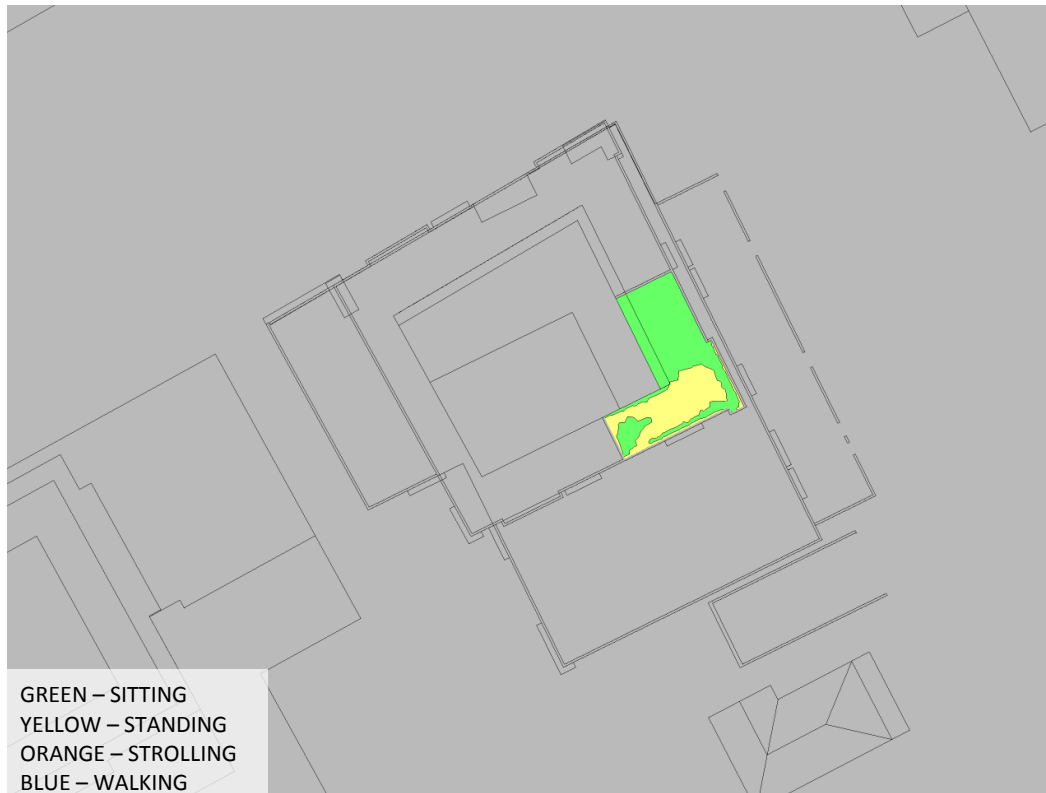 GREEN – SITTING
YELLOW – STANDING
ORANGE – STROLLING
BLUE – WALKING